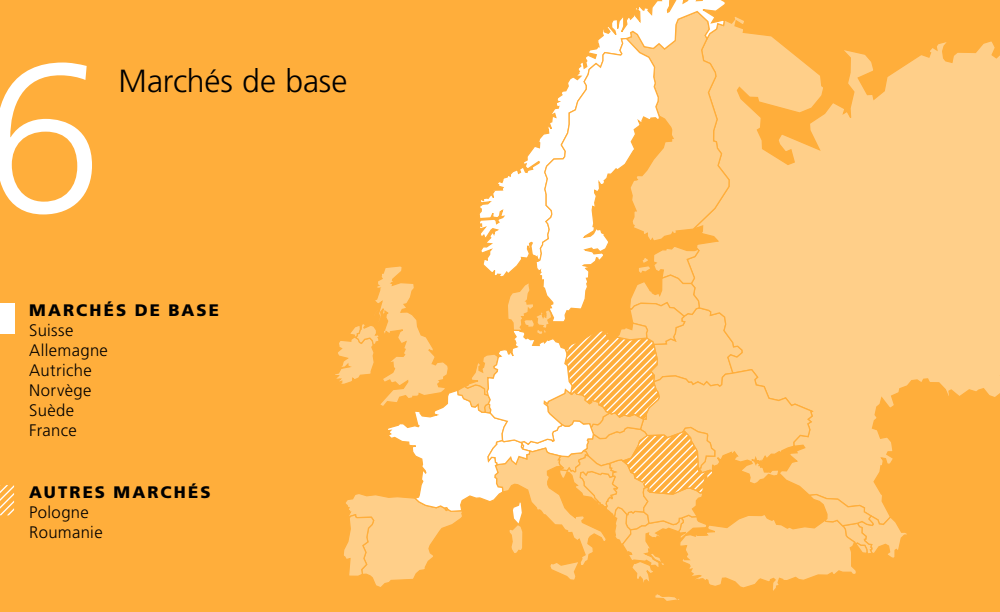 6
Marchés de base
MARCHÉS DE BASE
Suisse
Allemagne
Autriche
Norvège
Suède
France
AUTRES MARCHÉS
Pologne
Roumanie